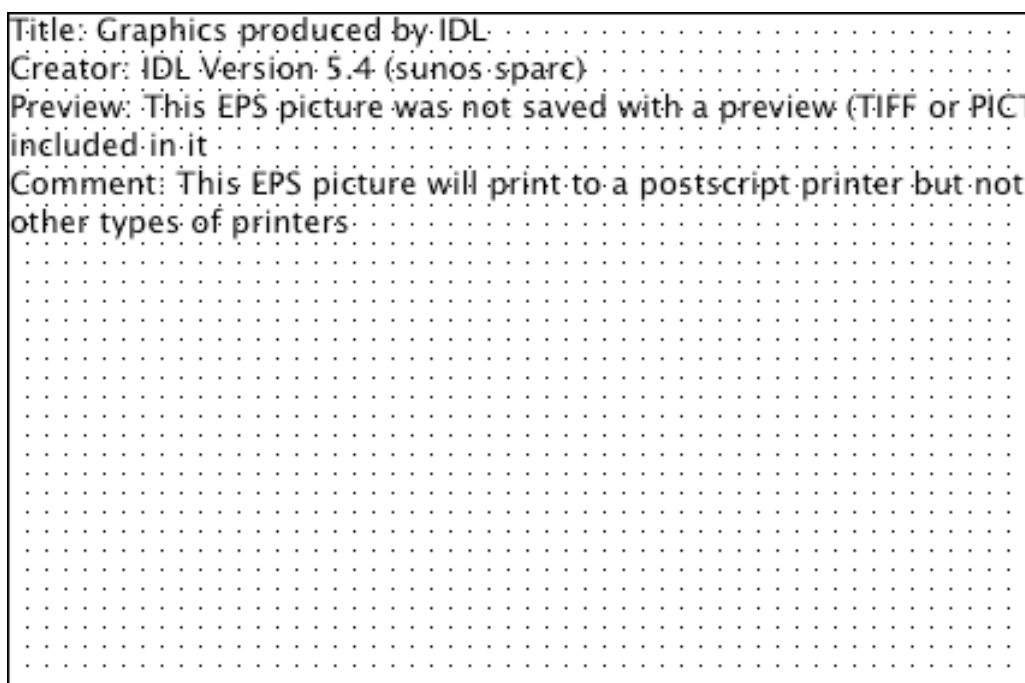 Title: Graphics produced by IDL
Creator: IDL Version 5.4 (sunos sparc)
Preview: This EPS picture was not saved with a preview (TIFF or PICT
included in it
Comment: This EPS picture will print to a postscript printer but not
other types of printers